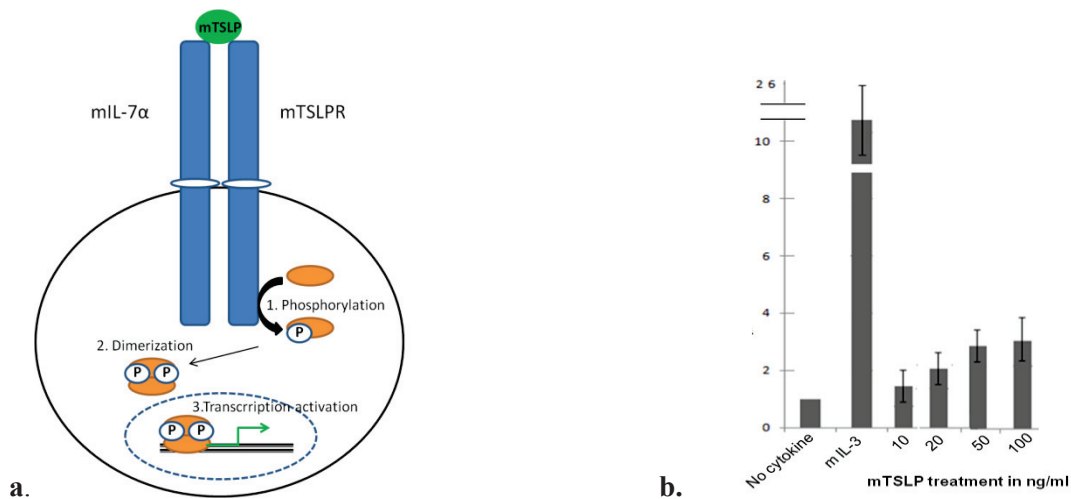 mTSLP
mIL-7α
mTSLPR
1. Phosphorylation
P
2. Dimerization
P P
3.Transcrription activation
P P
a.
2 6
10
8
6
4
2
0
No cytokine
m IL-3
10
20
50
100
mTSLP treatment in ng/ml
b.